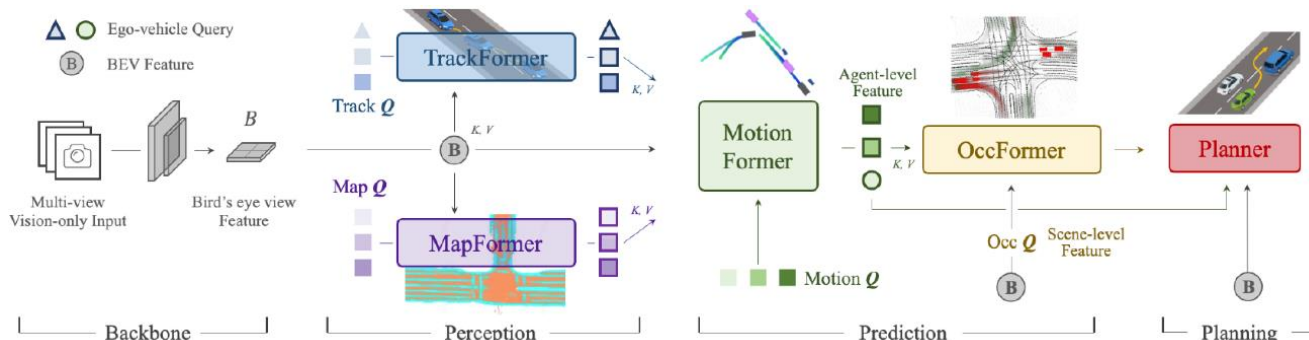 Ego-vehicle Query
B
BEV Feature
B
Multi-view
Vision-only Input
Bird's eye view
Feature
Backbone
TrackFormer
Track Q
K, V
K, V
B
Map Q
K, V
MapFormer
Perception
Motion
Former
Agent-level
Feature
K, V
OccFormer
Planner
Occ Q
Scene-level
Feature
Motion Q
B
B
Prediction
Planning